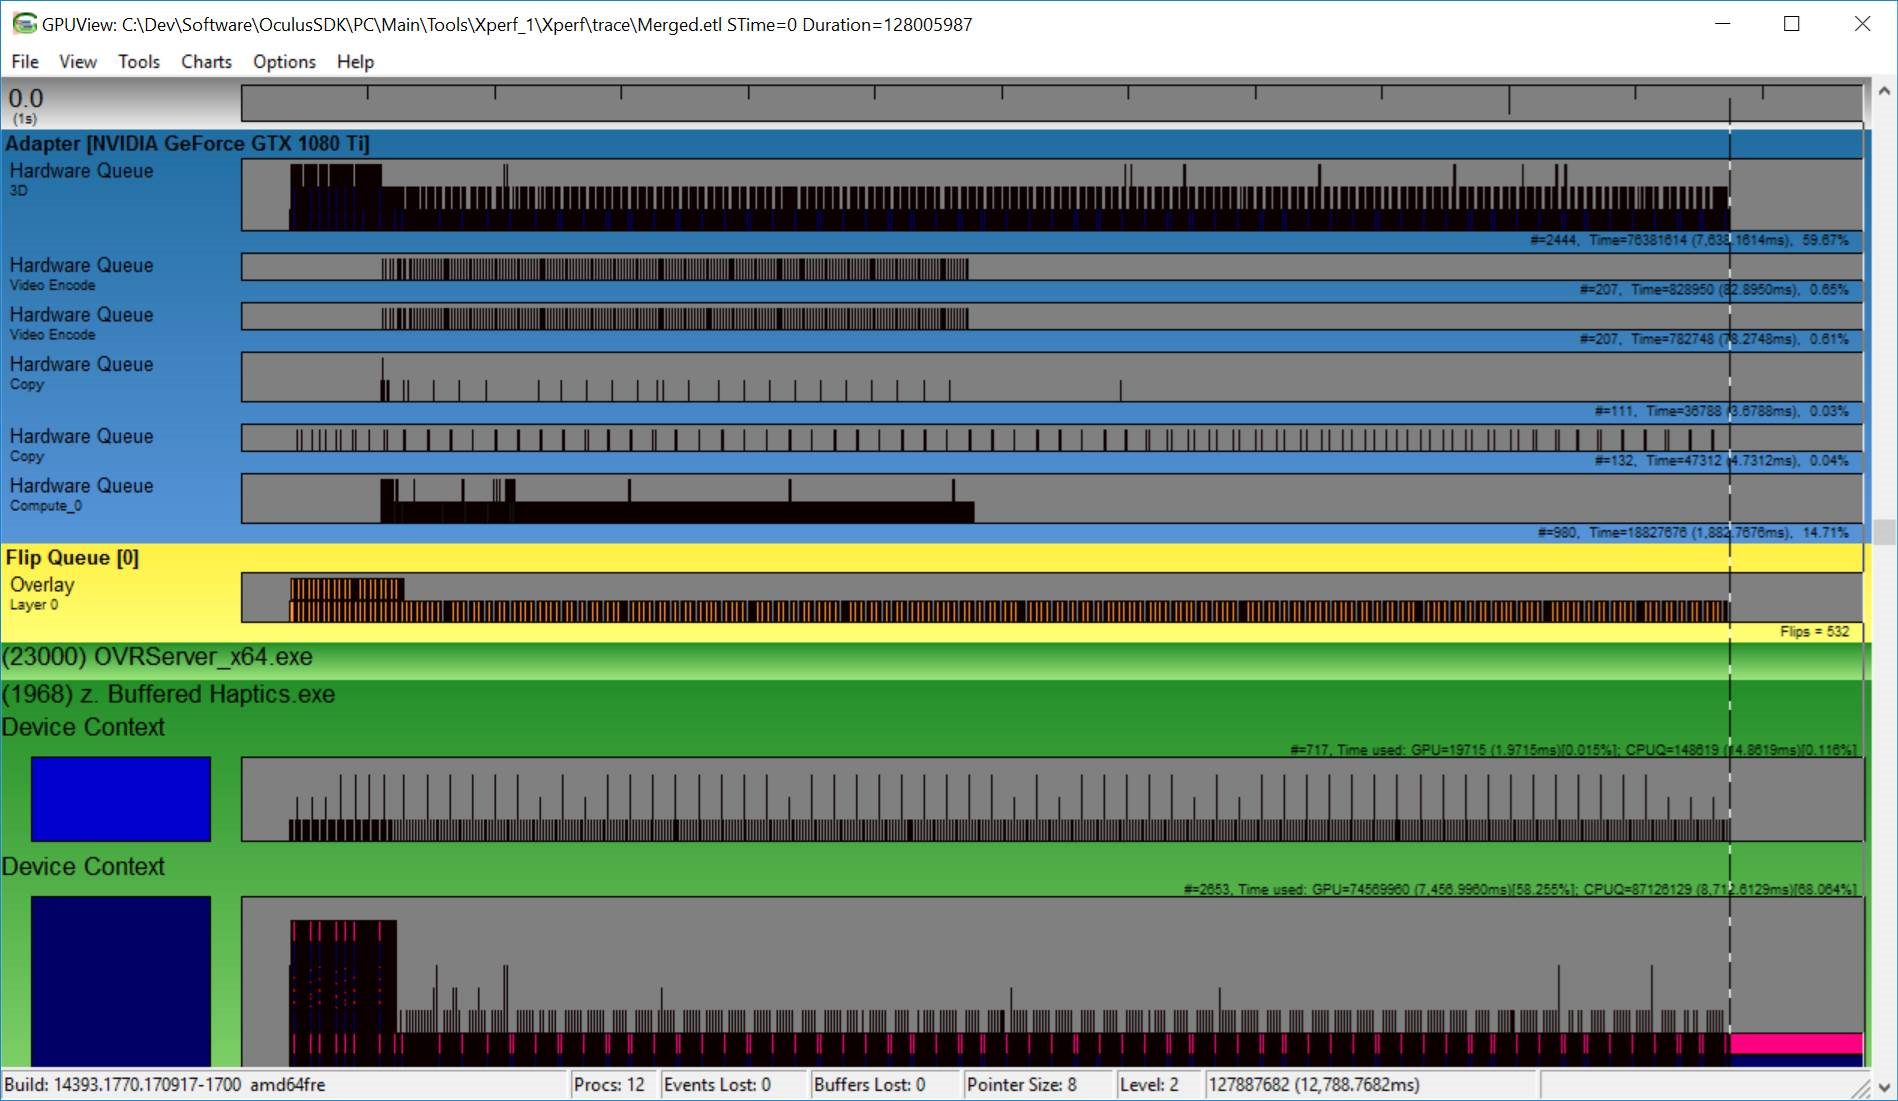 GPUView: C:\Dev\Software\OculusSDK\PC\Main\Tools\Xperf_1\Xperf\trace\Merged.etl STime=0 Duration=128005987
File View Tools Charts Options Help
0.0
(1s)
Adapter [NVIDIA GeForce GTX 1080 Ti]
Hardware Queue
3D
#=2444, Time=76381614 (7,638.1614ms), 59.67%
Hardware Queue
Video Encode
#=207, Time=828950 (82.8950ms), 0.65%
Hardware Queue
Video Encode
#=207, Time=782748 (78.2748ms), 0.61%
Hardware Queue
Copy
#=111, Time=36788 (3.6788ms), 0.03%
Hardware Queue
Copy
#=132, Time=47312 (4.7312ms), 0.04%
Hardware Queue
Compute_0
#=980, Time=18827676 (1,882.7676ms), 14.71%
Flip Queue [0]
Overlay
Layer 0
Flips = 532
(23000) OVRServer_x64.exe
(1968) z. Buffered Haptics.exe
Device Context
#=717, Time used: GPU=19715 (1.9715ms)[0.015%]; CPUQ=148619 (14.8619ms)[0.116%]
Device Context
#=2653, Time used: GPU=74569960 (7,456.9960ms)[58.255%]; CPUQ=87126129 (8,712.6129ms)[68.064%]
Build: 14393.1770.170917-1700 amd64fre Procs: 12 Events Lost: 0 Buffers Lost: 0 Pointer Size: 8 Level: 2 127887682 (12,788.7682ms)